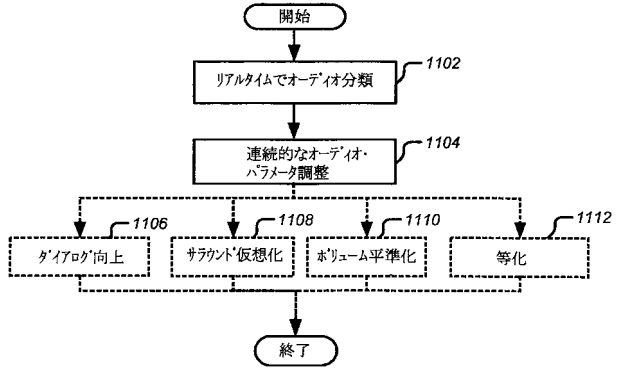 開始
1102
ﾘｱﾙﾀｲﾑでｵｰﾃﾞｨｵ分類
1104
連続的なｵｰﾃﾞｨｵ・
ﾊﾟﾗﾒｰﾀ調整
1106
1108
1110
1112
ﾀﾞｲｱﾛｸﾞ向上
ｻﾗｳﾝﾄﾞ仮想化
ﾎﾞﾘｭｰﾑ平準化
等化
終了